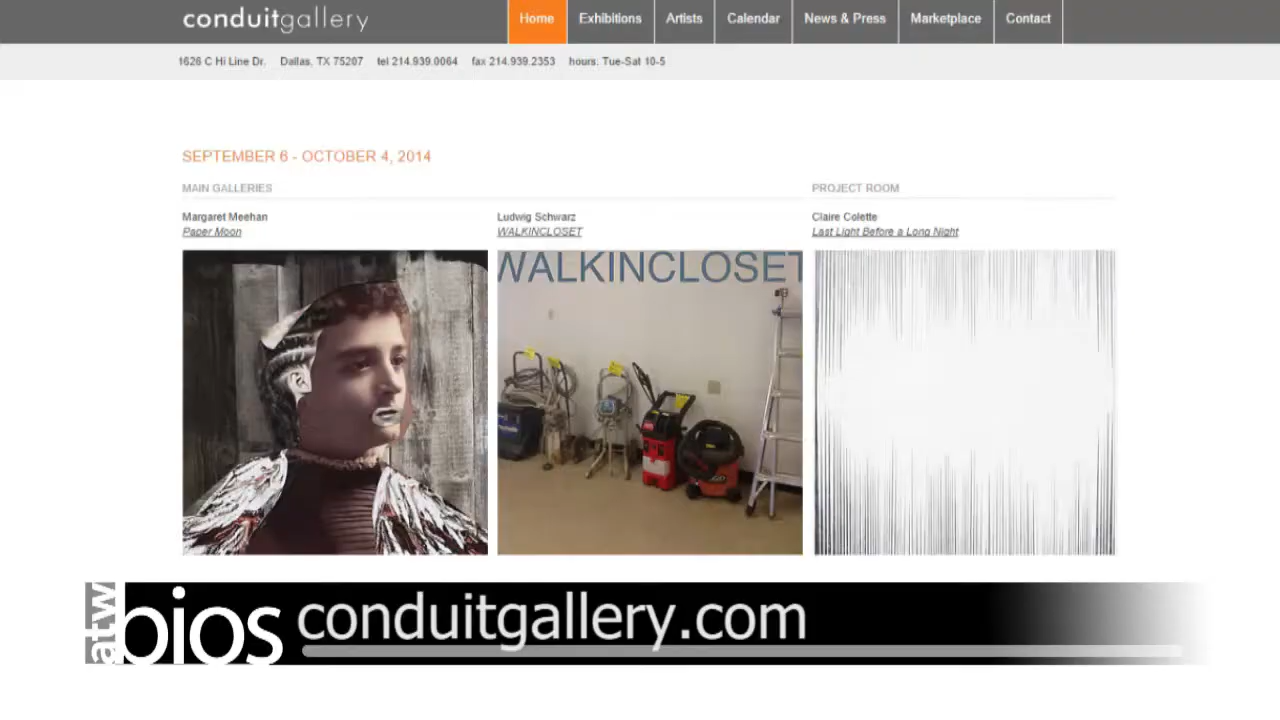 conduitgallery
Home Exhibitions Artists Calendar News & Press Marketplace Contact
1626 C Hi Line Dr. Dallas, TX 75207 tel 214.939.0064 fax 214.939.2353 hours: Tue-Sat 10-5
SEPTEMBER 6 - OCTOBER 4, 2014
MAIN GALLERIES
PROJECT ROOM
Margaret Meehan
Paper Moon
Ludwig Schwarz
WALKINCLOSET
Claire Colette
Last Light Before a Long Night
WALKINCLOSET
atw
bios
conduitgallery.com